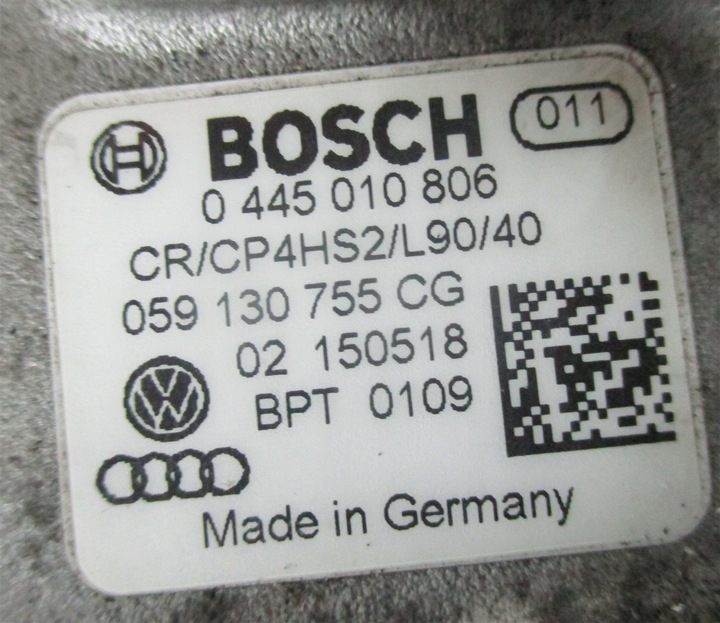 BOSCH 011
0 445 010 806
CR/CP4HS2/L90/40
059 130 755 CG
02 150518
BPT 0109
Made in Germany